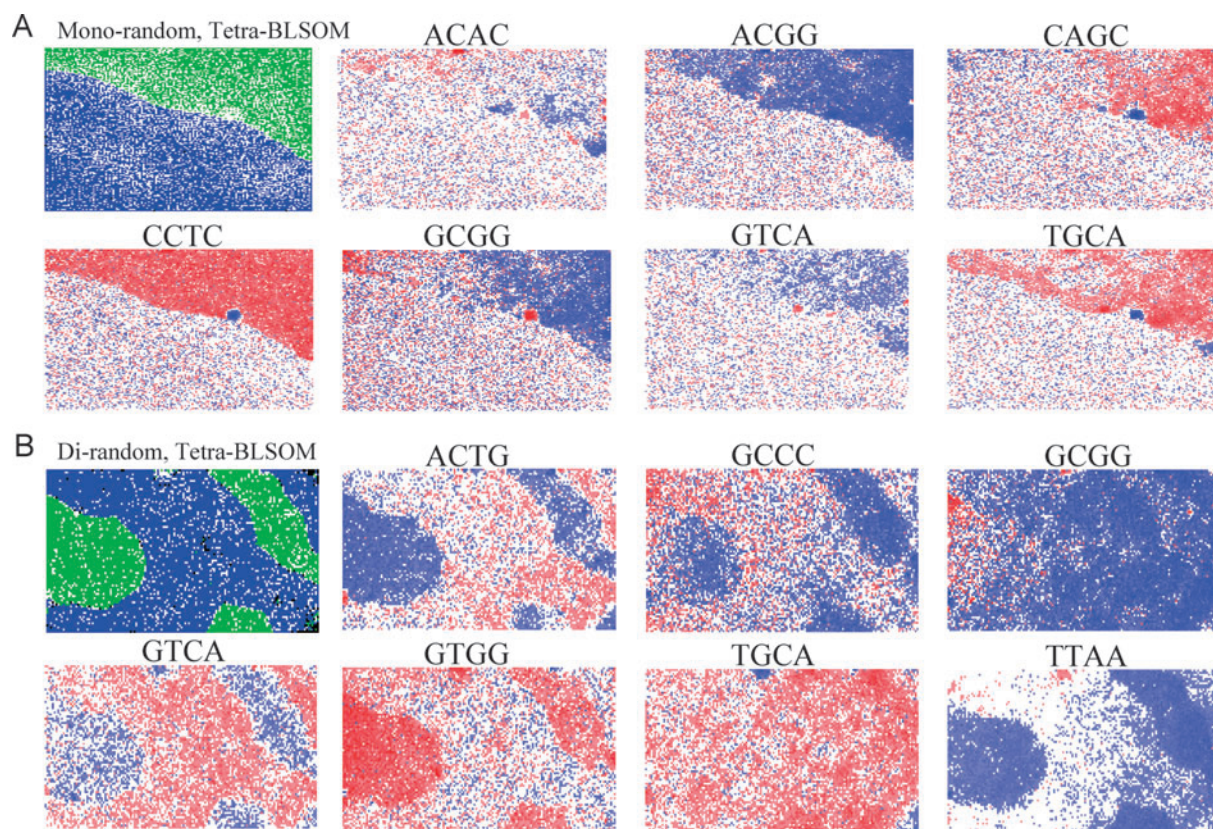 A
Mono-random, Tetra-BLSOM ACAC ACGG CAGC
CCTC GCGG GTCA TGCA
B
Di-random, Tetra-BLSOM ACTG GCCC GCGG
GTCA GTGG TGCA TTAA